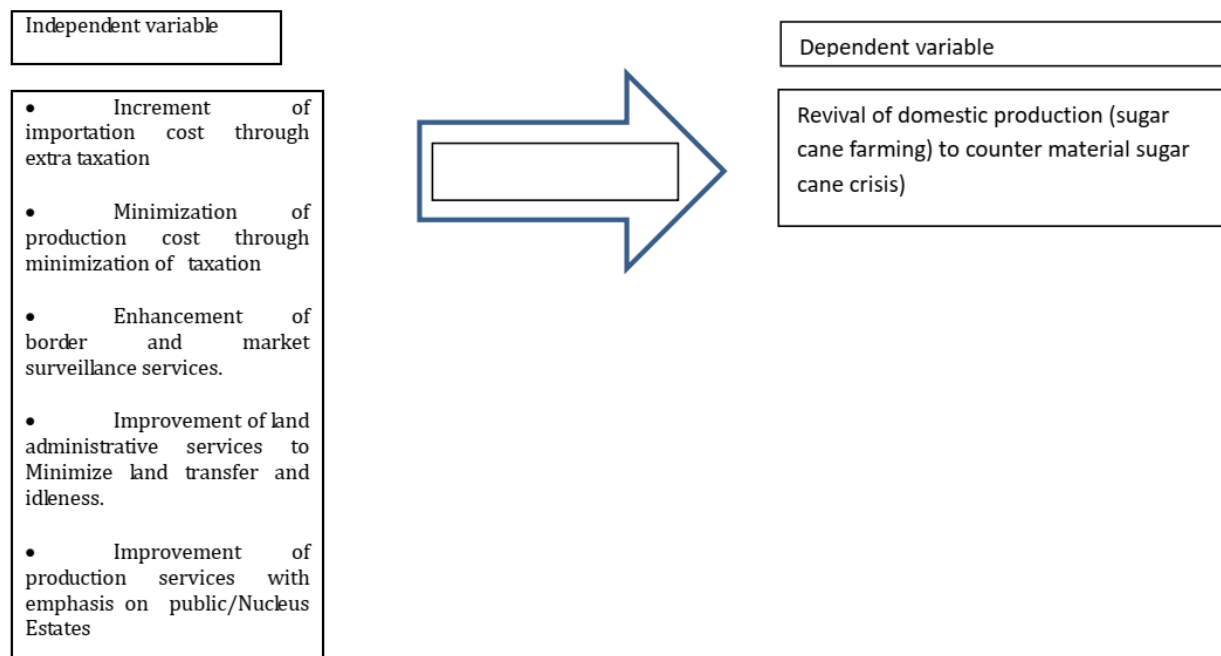 Independent variable
• Increment of
importation cost through
extra taxation
• Minimization of
production cost through
minimization of taxation
• Enhancement of
border and market
surveillance services.
• Improvement of land
administrative services to
Minimize land transfer and
idleness.
• Improvement of
production services with
emphasis on public/Nucleus
Estates
Dependent variable
Revival of domestic production (sugar
cane farming) to counter material sugar
cane crisis)